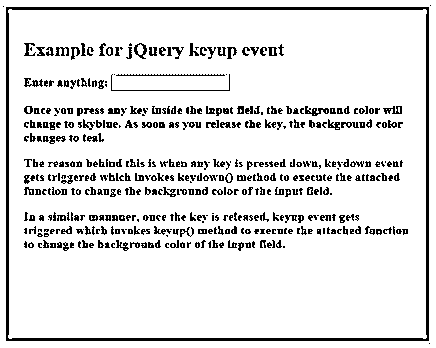 Example for jQuery keyup event
Enter anything:
Once you press any key inside the input field, the background color will
change to skyblue. As soon as you release the key, the background color
changes to teal.
The reason behind this is when any key is pressed down, keydown event
gets triggered which invokes keydown() method to execute the attached
function to change the background color of the input field.
In a similar manner, once the key is released, keyup event gets
triggered which invokes keyup() method to execute the attached function
to change the background color of the input field.